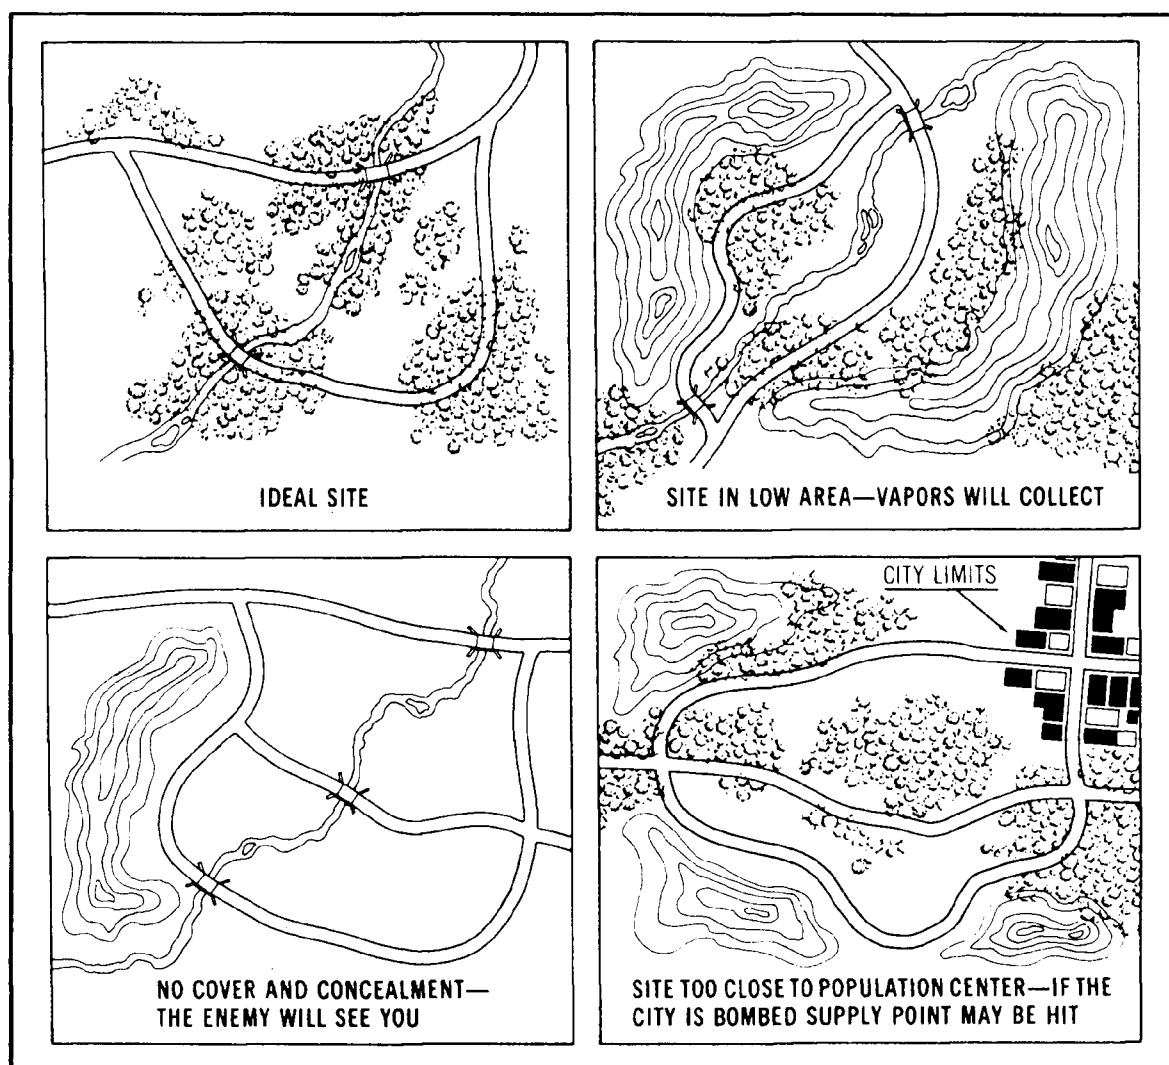 IDEAL SITE
SITE IN LOW AREA—VAPORS WILL COLLECT
NO COVER AND CONCEALMENT—
THE ENEMY WILL SEE YOU
CITY LIMITS
SITE TOO CLOSE TO POPULATION CENTER—IF THE
CITY IS BOMBED SUPPLY POINT MAY BE HIT